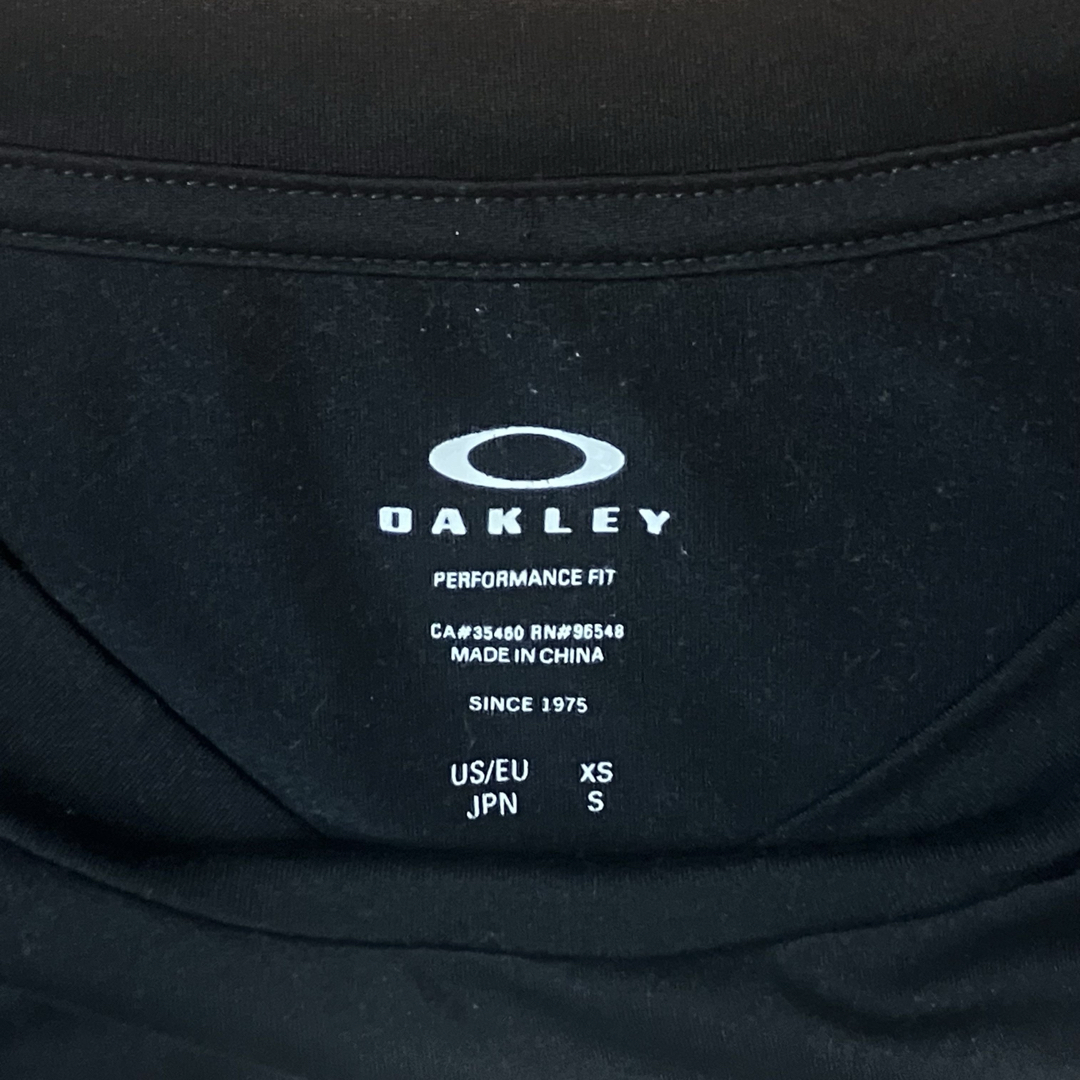 OAKLEY
PERFORMANCE FIT
CA#35460 RN#96548
MADE IN CHINA
SINCE 1975
US/EU XS
JPN S